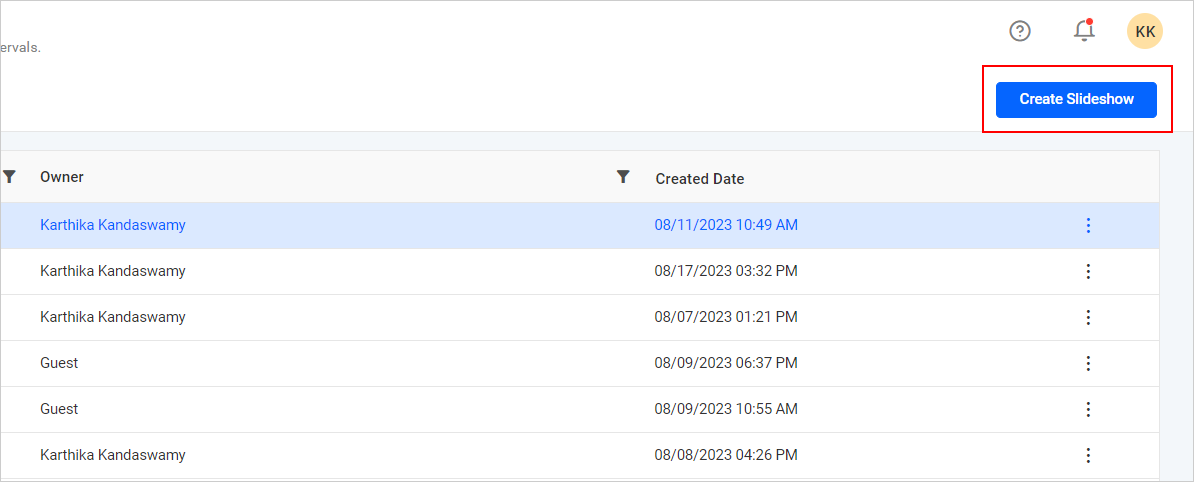 ervals.
KK
Create Slideshow
Owner Created Date
Karthika Kandaswamy 08/11/2023 10:49 AM
Karthika Kandaswamy 08/17/2023 03:32 PM
Karthika Kandaswamy 08/07/2023 01:21 PM
Guest 08/09/2023 06:37 PM
Guest 08/09/2023 10:55 AM
Karthika Kandaswamy 08/08/2023 04:26 PM